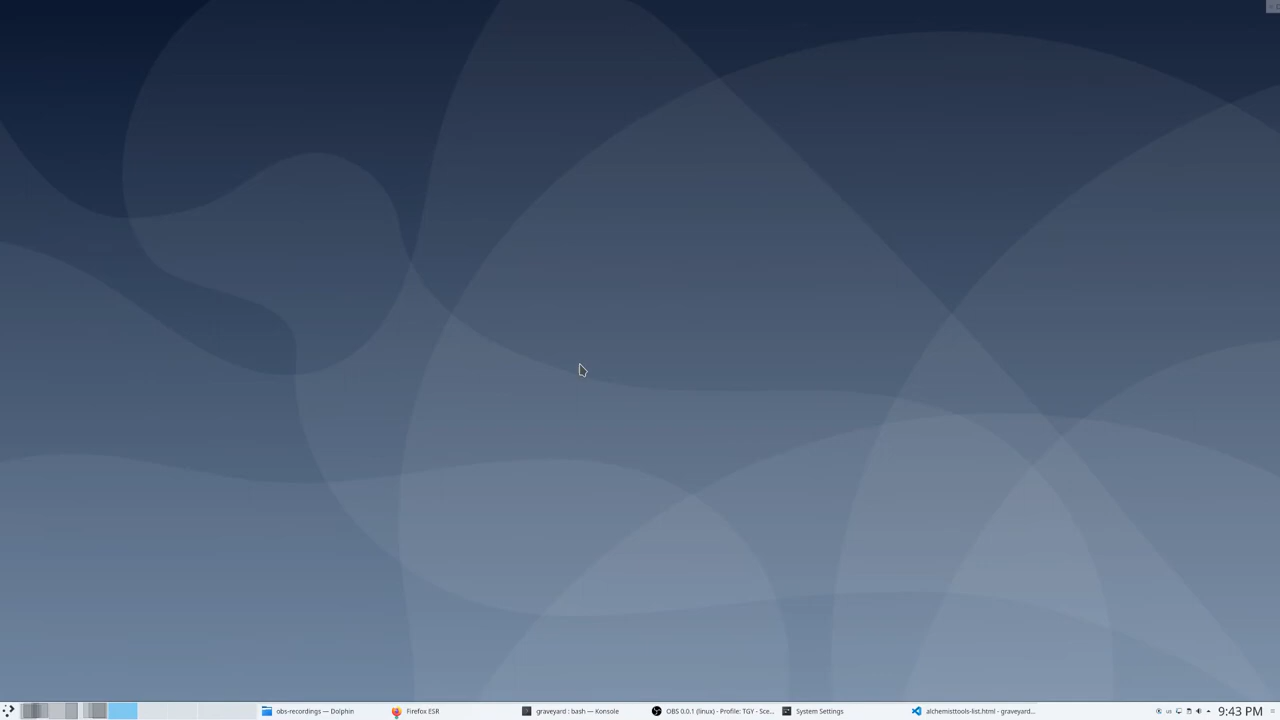 obs-recordings — Dolphin
Firefox ESR
graveyard : bash — Konsole
OBS 0.0.1 (linux) - Profile: TGY - Sce...
System Settings
alchemisttools-list.html - graveyard...
us
9:43 PM